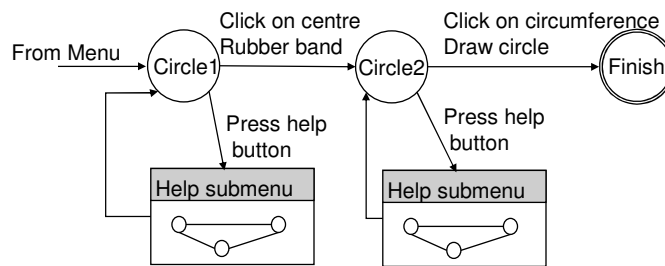 From Menu
Circle1
Click on centre
Rubber band
Circle2
Click on circumference
Draw circle
Finish
Press help
button
Press help
button
Help submenu
Help submenu